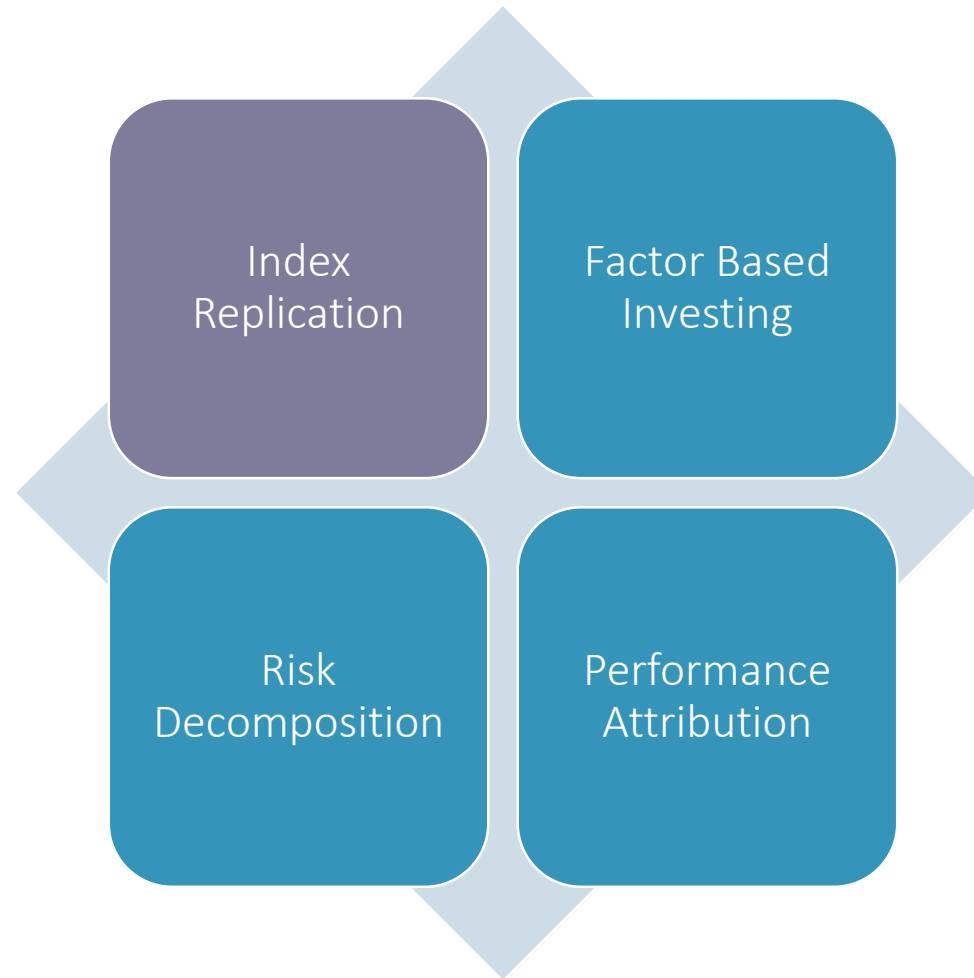 Index
Replication
Factor Based
Investing
Risk
Decomposition
Performance
Attribution